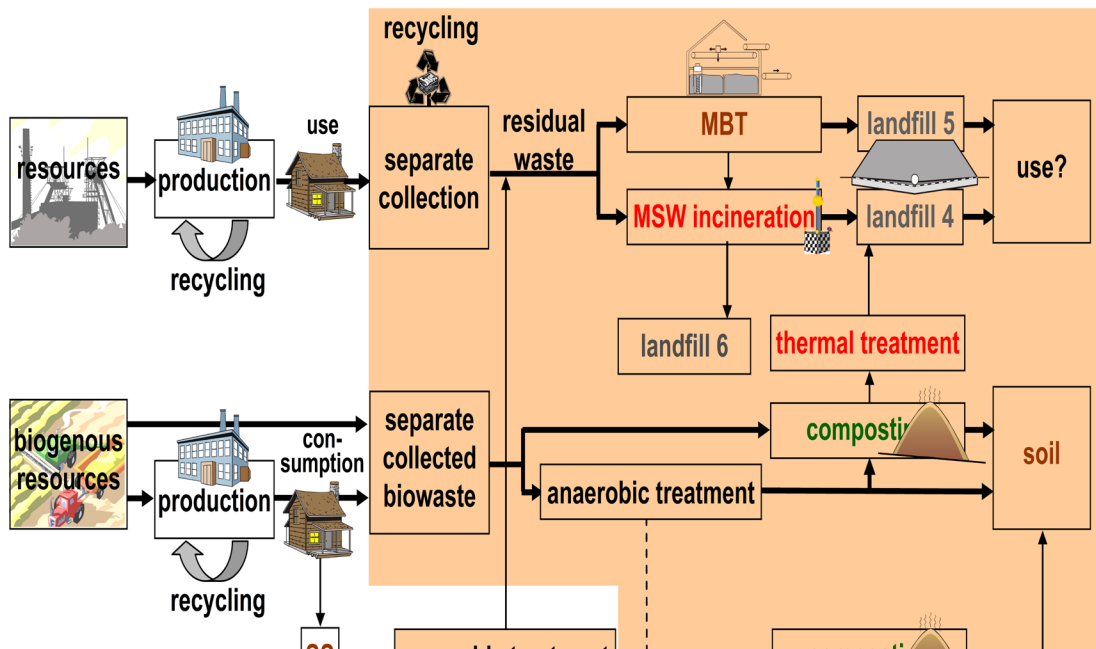 recycling
resources
production
use
recycling
separate
collection
residual
waste
MBT
landfill 5
use?
MSW incineration
landfill 4
landfill 6
thermal treatment
biogenous
resources
production
con-
sumption
recycling
separate
collected
biowaste
anaerobic treatment
soil